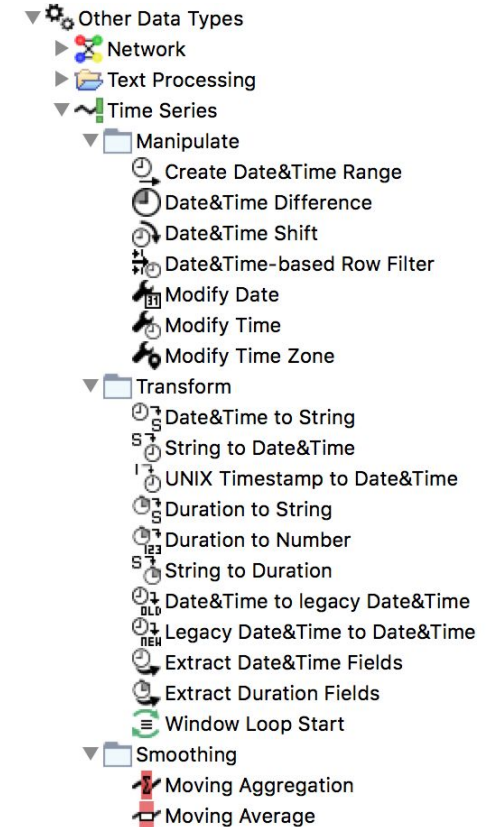 Other Data Types
Network
Text Processing
Time Series
Manipulate
Create Date&Time Range
Date&Time Difference
Date&Time Shift
Date&Time-based Row Filter
Modify Date
Modify Time
Modify Time Zone
Transform
Date&Time to String
String to Date&Time
UNIX Timestamp to Date&Time
Duration to String
Duration to Number
String to Duration
Date&Time to legacy Date&Time
Legacy Date&Time to Date&Time
Extract Date&Time Fields
Extract Duration Fields
Window Loop Start
Smoothing
Moving Aggregation
Moving Average